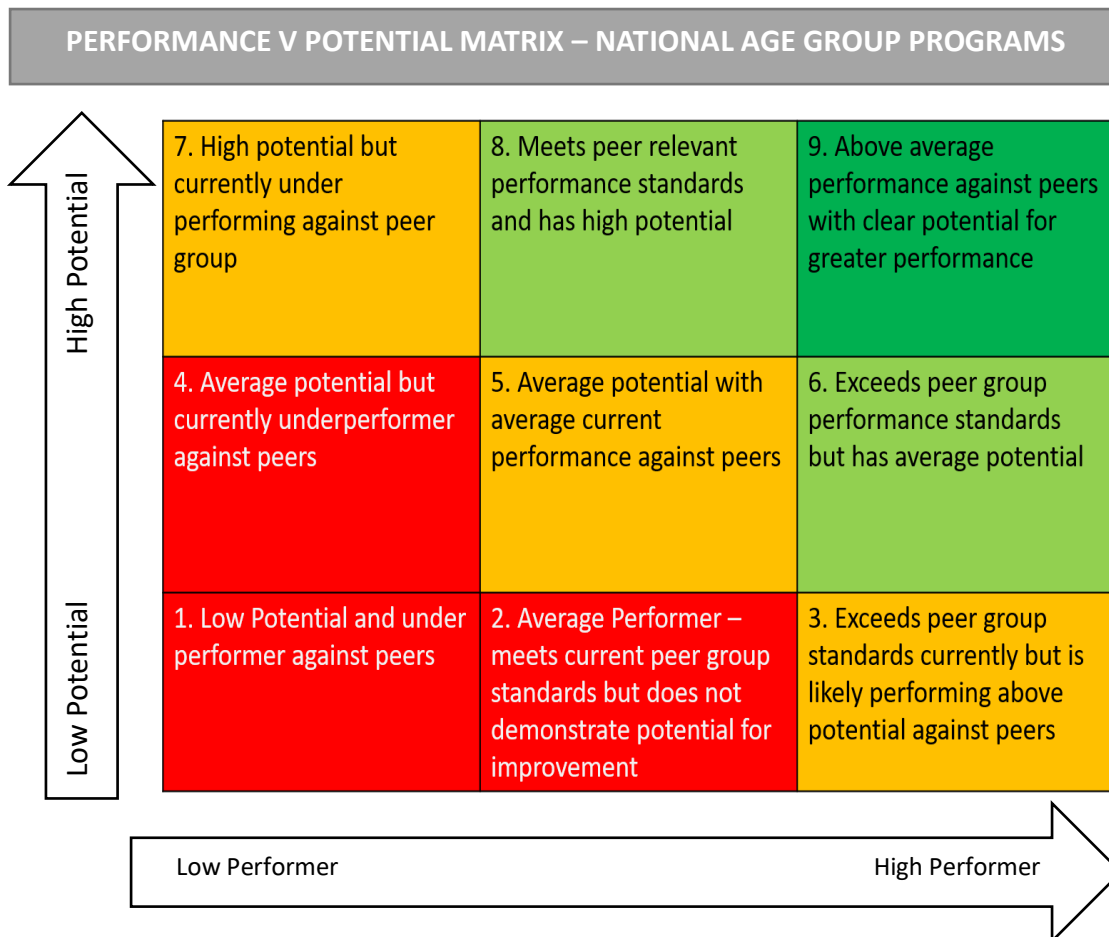 PERFORMANCE V POTENTIAL MATRIX – NATIONAL AGE GROUP PROGRAMS
High Potential
Low Potential
7. High potential but
currently under
performing against peer
group
8. Meets peer relevant
performance standards
and has high potential
9. Above average
performance against peers
with clear potential for
greater performance
4. Average potential but
currently underperformer
against peers
5. Average potential with
average current
performance against peers
6. Exceeds peer group
performance standards
but has average potential
1. Low Potential and under
performer against peers
2. Average Performer –
meets current peer group
standards but does not
demonstrate potential for
improvement
3. Exceeds peer group
standards currently but is
likely performing above
potential against peers
Low Performer
High Performer